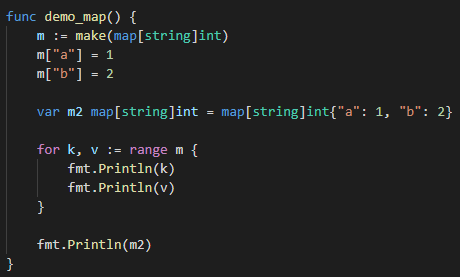 func demo_map() {
    m := make(map[string]int)
    m["a"] = 1
    m["b"] = 2

    var m2 map[string]int = map[string]int{"a": 1, "b": 2}

    for k, v := range m {
        fmt.Println(k)
        fmt.Println(v)
    }

    fmt.Println(m2)
}